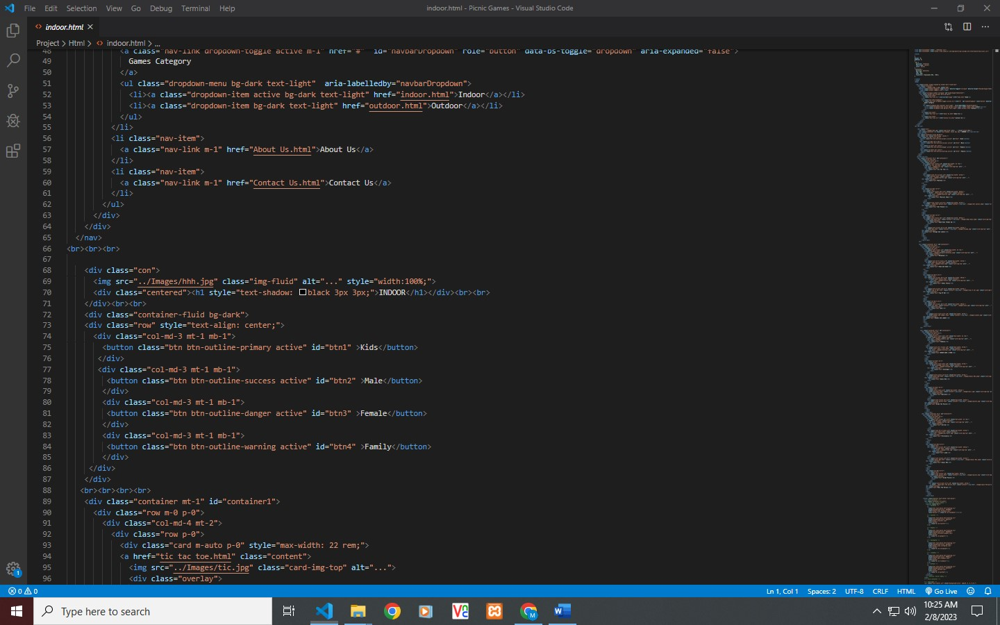 File Edit Selection View Go Debug Terminal Help
indoor.html - Picnic Games - Visual Studio Code
indoor.html
Project > Html > indoor.html > ...
48 <a class="nav-link dropdown-toggle active m-1" href="#" id="navbarDropdown" role="button" data-bs-toggle="dropdown" aria-expanded="false">
49 Games Category
50 </a>
51 <ul class="dropdown-menu bg-dark text-light"  aria-labelledby="navbarDropdown">
52 <li><a class="dropdown-item active bg-dark text-light" href="indoor.html">Indoor</a></li>
53 <li><a class="dropdown-item bg-dark text-light" href="outdoor.html">Outdoor</a></li>
54 </ul>
55 </li>
56 <li class="nav-item">
57 <a class="nav-link m-1" href="About Us.html">About Us</a>
58 </li>
59 <li class="nav-item">
60 <a class="nav-link m-1" href="Contact Us.html">Contact Us</a>
61 </li>
62 </ul>
63 </div>
64 </div>
65 </nav>
66 <br><br><br>
67
68 <div class="con">
69 <img src="../Images/hhh.jpg" class="img-fluid" alt="..." style="width:100%;">
70 <div class="centered"><h1 style="text-shadow: black 3px 3px;">INDOOR</h1></div><br><br>
71 </div><br><br>
72 <div class="container-fluid bg-dark">
73 <div class="row" style="text-align: center;">
74 <div class="col-md-3 mt-1 mb-1">
75 <button class="btn btn-outline-primary active" id="btn1" >Kids</button>
76 </div>
77 <div class="col-md-3 mt-1 mb-1">
78 <button class="btn btn-outline-success active" id="btn2" >Male</button>
79 </div>
80 <div class="col-md-3 mt-1 mb-1">
81 <button class="btn btn-outline-danger active" id="btn3" >Female</button>
82 </div>
83 <div class="col-md-3 mt-1 mb-1">
84 <button class="btn btn-outline-warning active" id="btn4" >Family</button>
85 </div>
86 </div>
87 </div>
88 <br><br><br><br>
89 <div class="container mt-1" id="container1">
90 <div class="row m-0 p-0">
91 <div class="col-md-4 mt-2">
92 <div class="row p-0">
93 <div class="card m-auto p-0" style="max-width: 22 rem;">
94 <a href="tic tac toe.html" class="content">
95 <img src="../Images/tic.jpg" class="card-img-top" alt="...">
96 <div class="overlay">
1
0 0 Ln 1, Col 1 Spaces: 2 UTF-8 CRLF HTML Go Live
Type here to search
M
10:25 AM
2/8/2023